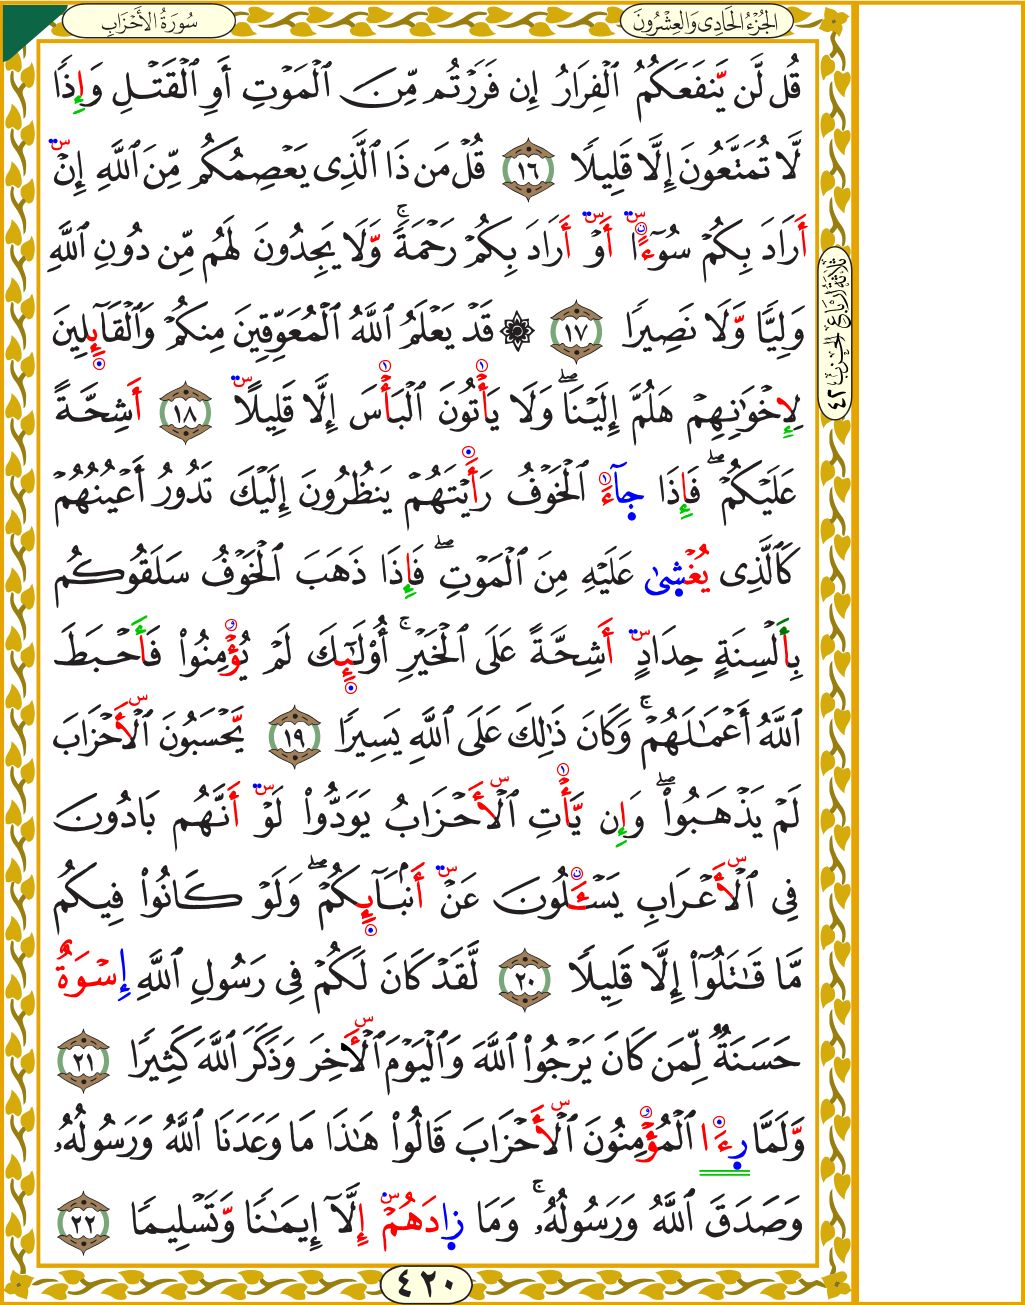 الجُزْءُ الحَادِي وَالعِشْرُونَ
سُورَةُ الأَحْزَابِ
قُل لَّن يَّنفَعَكُمُ ٱلْفِرَارُ إِن فَرَرْتُم مِّنَ ٱلْمَوْتِ أَوِ ٱلْقَتْلِ وَإِذًا
لَّا تُمَتَّعُونَ إِلَّا قَلِيلًا ١٦ قُلْ مَن ذَا ٱلَّذِى يَعْصِمُكُم مِّنَ ٱللَّهِ إِنْ
أَرَادَ بِكُمْ سُوٓءًا أَوْ أَرَادَ بِكُمْ رَحْمَةً ۚ وَّلَا يَجِدُونَ لَهُم مِّن دُونِ ٱللَّهِ
وَلِيًّا وَّلَا نَصِيرًا ١٧ ۞ قَدْ يَعْلَمُ ٱللَّهُ ٱلْمُعَوِّقِينَ مِنكُمْ وَٱلْقَآئِلِينَ
لِإِخْوَٰنِهِمْ هَلُمَّ إِلَيْنَا ۖ وَلَا يَأْتُونَ ٱلْبَأْسَ إِلَّا قَلِيلًا ١٨ أَشِحَّةً
عَلَيْكُمْ ۖ فَإِذَا جَآءَ ٱلْخَوْفُ رَأَيْتَهُمْ يَنظُرُونَ إِلَيْكَ تَدُورُ أَعْيُنُهُمْ
كَٱلَّذِى يُغْشِىٰ عَلَيْهِ مِنَ ٱلْمَوْتِ ۖ فَإِذَا ذَهَبَ ٱلْخَوْفُ سَلَقُوكُم
بِأَلْسِنَةٍ حِدَادٍ أَشِحَّةً عَلَى ٱلْخَيْرِ ۚ أُو۟لَٰٓئِكَ لَمْ يُؤْمِنُوا۟ فَأَحْبَطَ
ٱللَّهُ أَعْمَٰلَهُمْ ۚ وَكَانَ ذَٰلِكَ عَلَى ٱللَّهِ يَسِيرًا ١٩ يَّحْسَبُونَ ٱلْأَحْزَابَ
لَمْ يَذْهَبُوا۟ ۖ وَإِن يَّأْتِ ٱلْأَحْزَابُ يَوَدُّوا۟ لَوْ أَنَّهُم بَادُونَ
فِى ٱلْأَعْرَابِ يَسْـَٔلُونَ عَنْ أَنۢبَآئِكُمْ ۖ وَلَوْ كَانُوا۟ فِيكُم
مَّا قَٰتَلُوٓا۟ إِلَّا قَلِيلًا ٢٠ لَّقَدْ كَانَ لَكُمْ فِى رَسُولِ ٱللَّهِ إِسْوَةٌ
حَسَنَةٌ لِّمَن كَانَ يَرْجُوا۟ ٱللَّهَ وَٱلْيَوْمَ ٱلْأٓخِرَ وَذَكَرَ ٱللَّهَ كَثِيرًا ٢١
وَّلَمَّا رِءَا ٱلْمُؤْمِنُونَ ٱلْأَحْزَابَ قَالُوا۟ هَٰذَا مَا وَعَدَنَا ٱللَّهُ وَرَسُولُهُۥ
وَصَدَقَ ٱللَّهُ وَرَسُولُهُۥ ۚ وَمَا زِادَهُمْ إِلَّآ إِيمَٰنًا وَّتَسْلِيمًا ٢٢
ثَلَاثَةُ أَرْبَاعِ الحِزْبِ ٤٢
٤٢٠